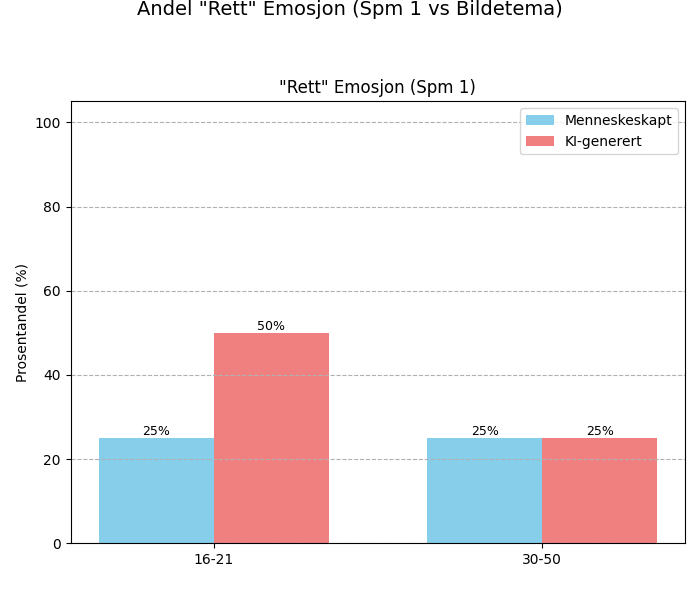 Andel "Rett" Emosjon (Spm 1 vs Bildetema)
"Rett" Emosjon (Spm 1)
Menneskeskapt
KI-generert
Prosentandel (%)
100
80
60
40
20
0
25%
50%
25%
25%
16-21
30-50